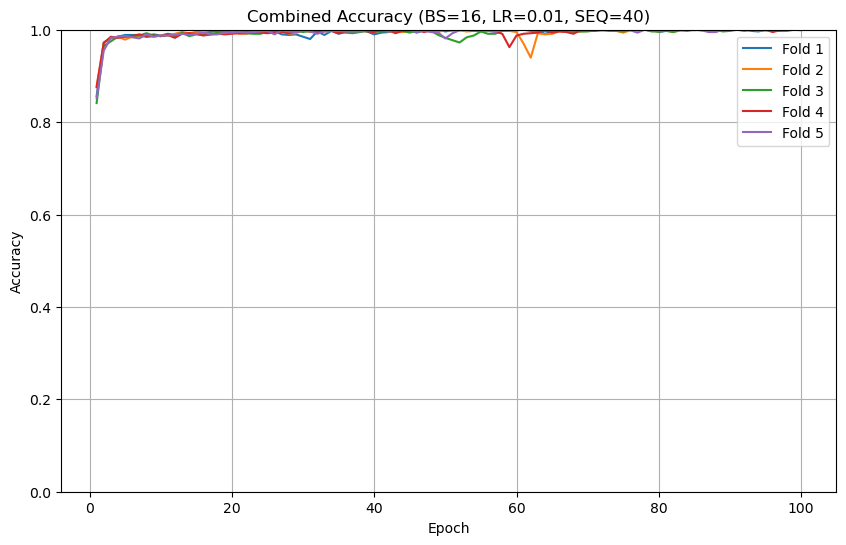 Combined Accuracy (BS=16, LR=0.01, SEQ=40)
1.0
0.8
0.6
0.4
0.2
0.0
Accuracy
Fold 1
Fold 2
Fold 3
Fold 4
Fold 5
0 20 40 60 80 100
Epoch